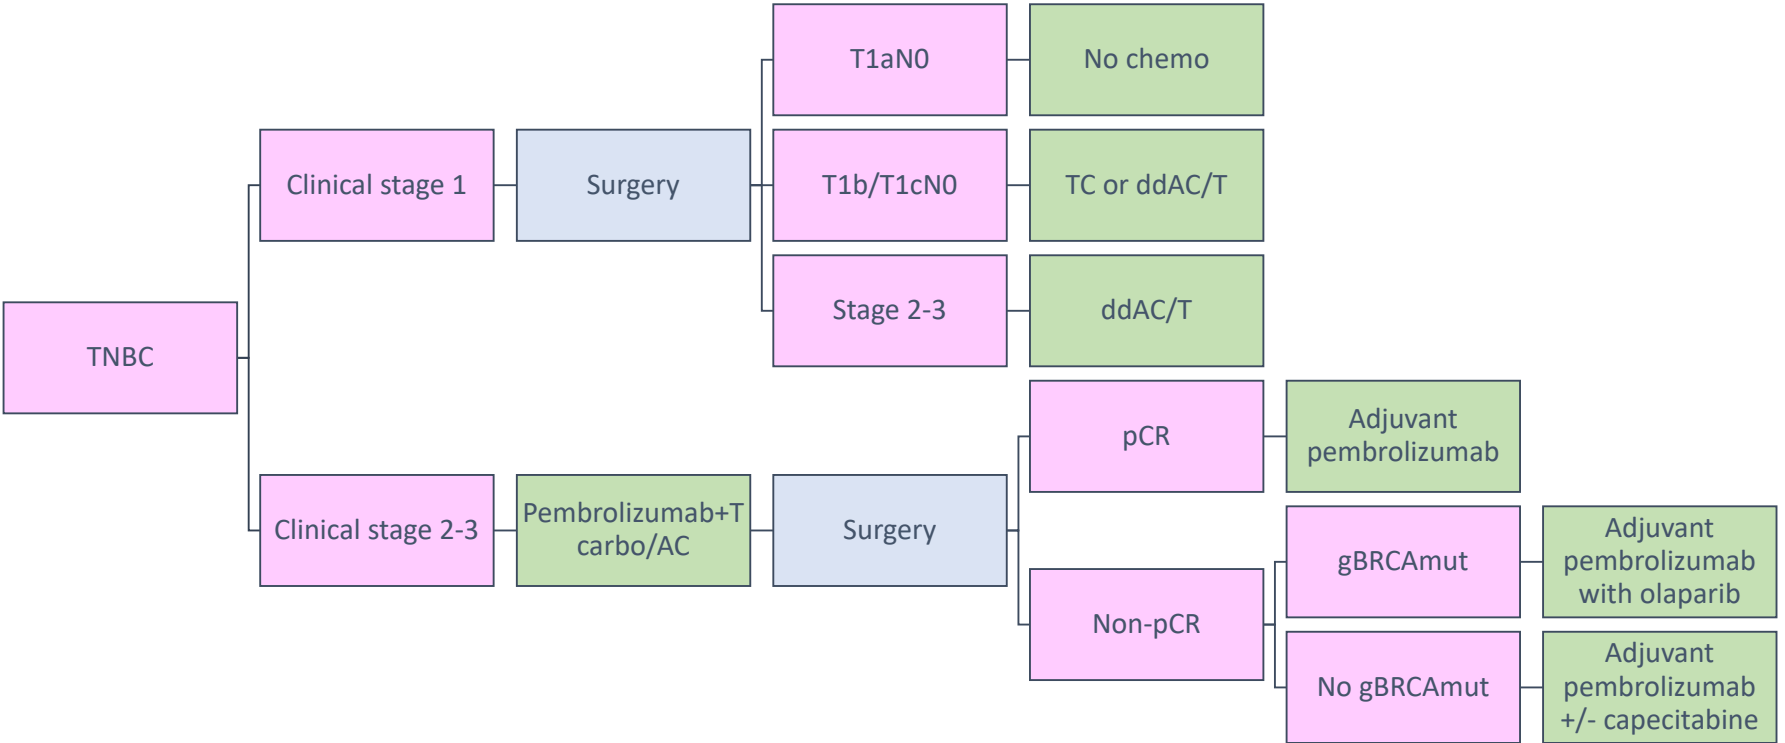 TNBC
Clinical stage 1
Surgery
T1aN0
No chemo
T1b/T1cN0
TC or ddAC/T
Stage 2-3
ddAC/T
Clinical stage 2-3
Pembrolizumab+T
carbo/AC
Surgery
pCR
Adjuvant
pembrolizumab
Non-pCR
gBRCAmut
Adjuvant
pembrolizumab
with olaparib
No gBRCAmut
Adjuvant
pembrolizumab
+/- capecitabine